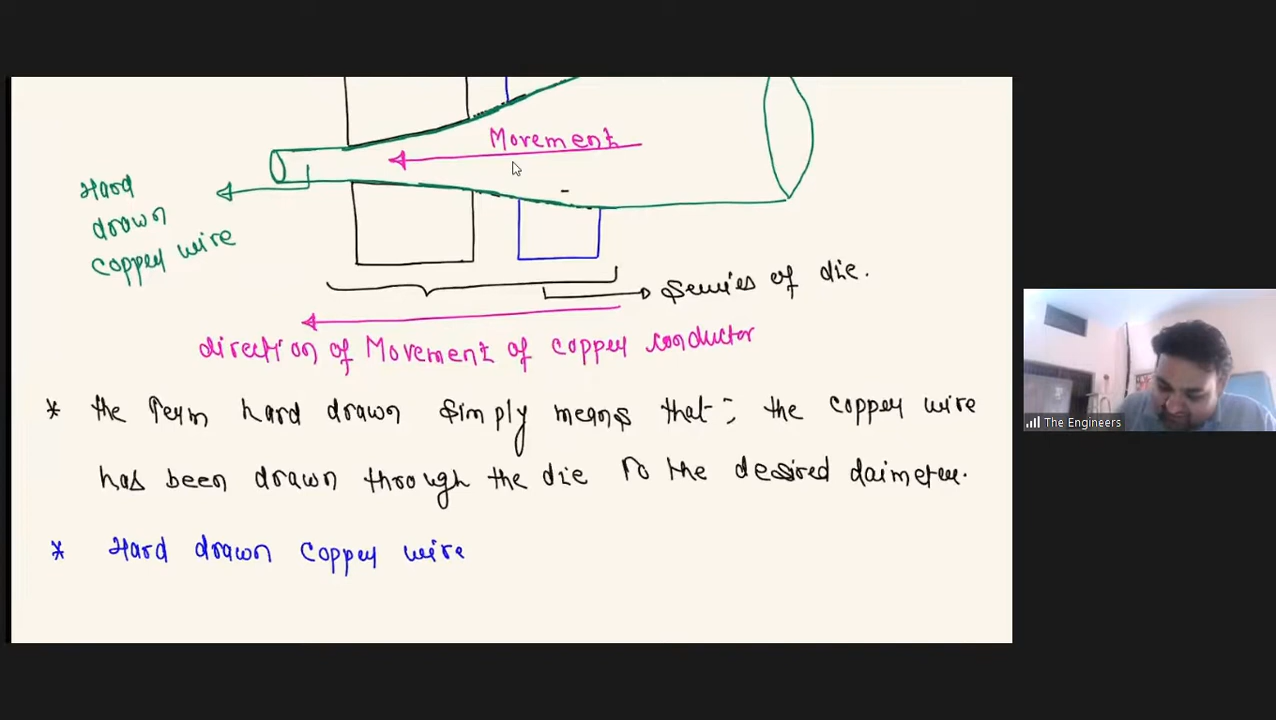 Movement
Hard
drawn
copper wire
Series of die.
direction of Movement of copper conductor
* the Term hard drawn simply means that :- the copper wire
has been drawn through the die to the desired daimeter.
* Hard drawn copper wire
The Engineers